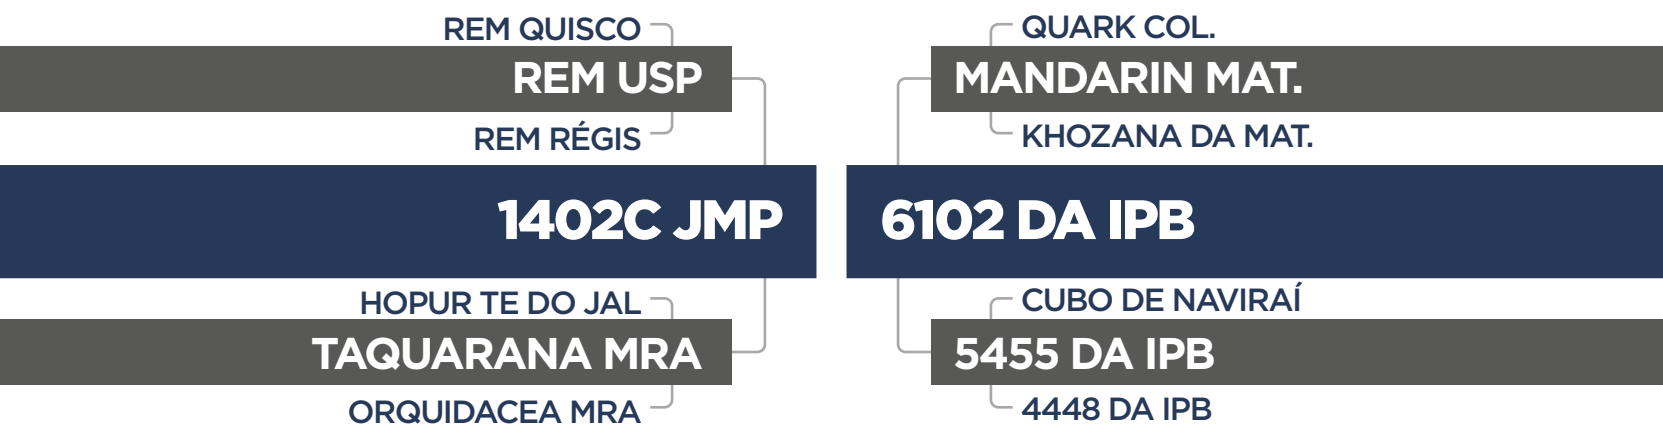 REM QUISCO
REM USP
REM RÉGIS
1402C JMP
HOPUR TE DO JAL
TAQUARANA MRA
ORQUIDACEA MRA
QUARK COL.
MANDARIN MAT.
KHOZANA DA MAT.
6102 DA IPB
CUBO DE NAVIRAÍ
5455 DA IPB
4448 DA IPB